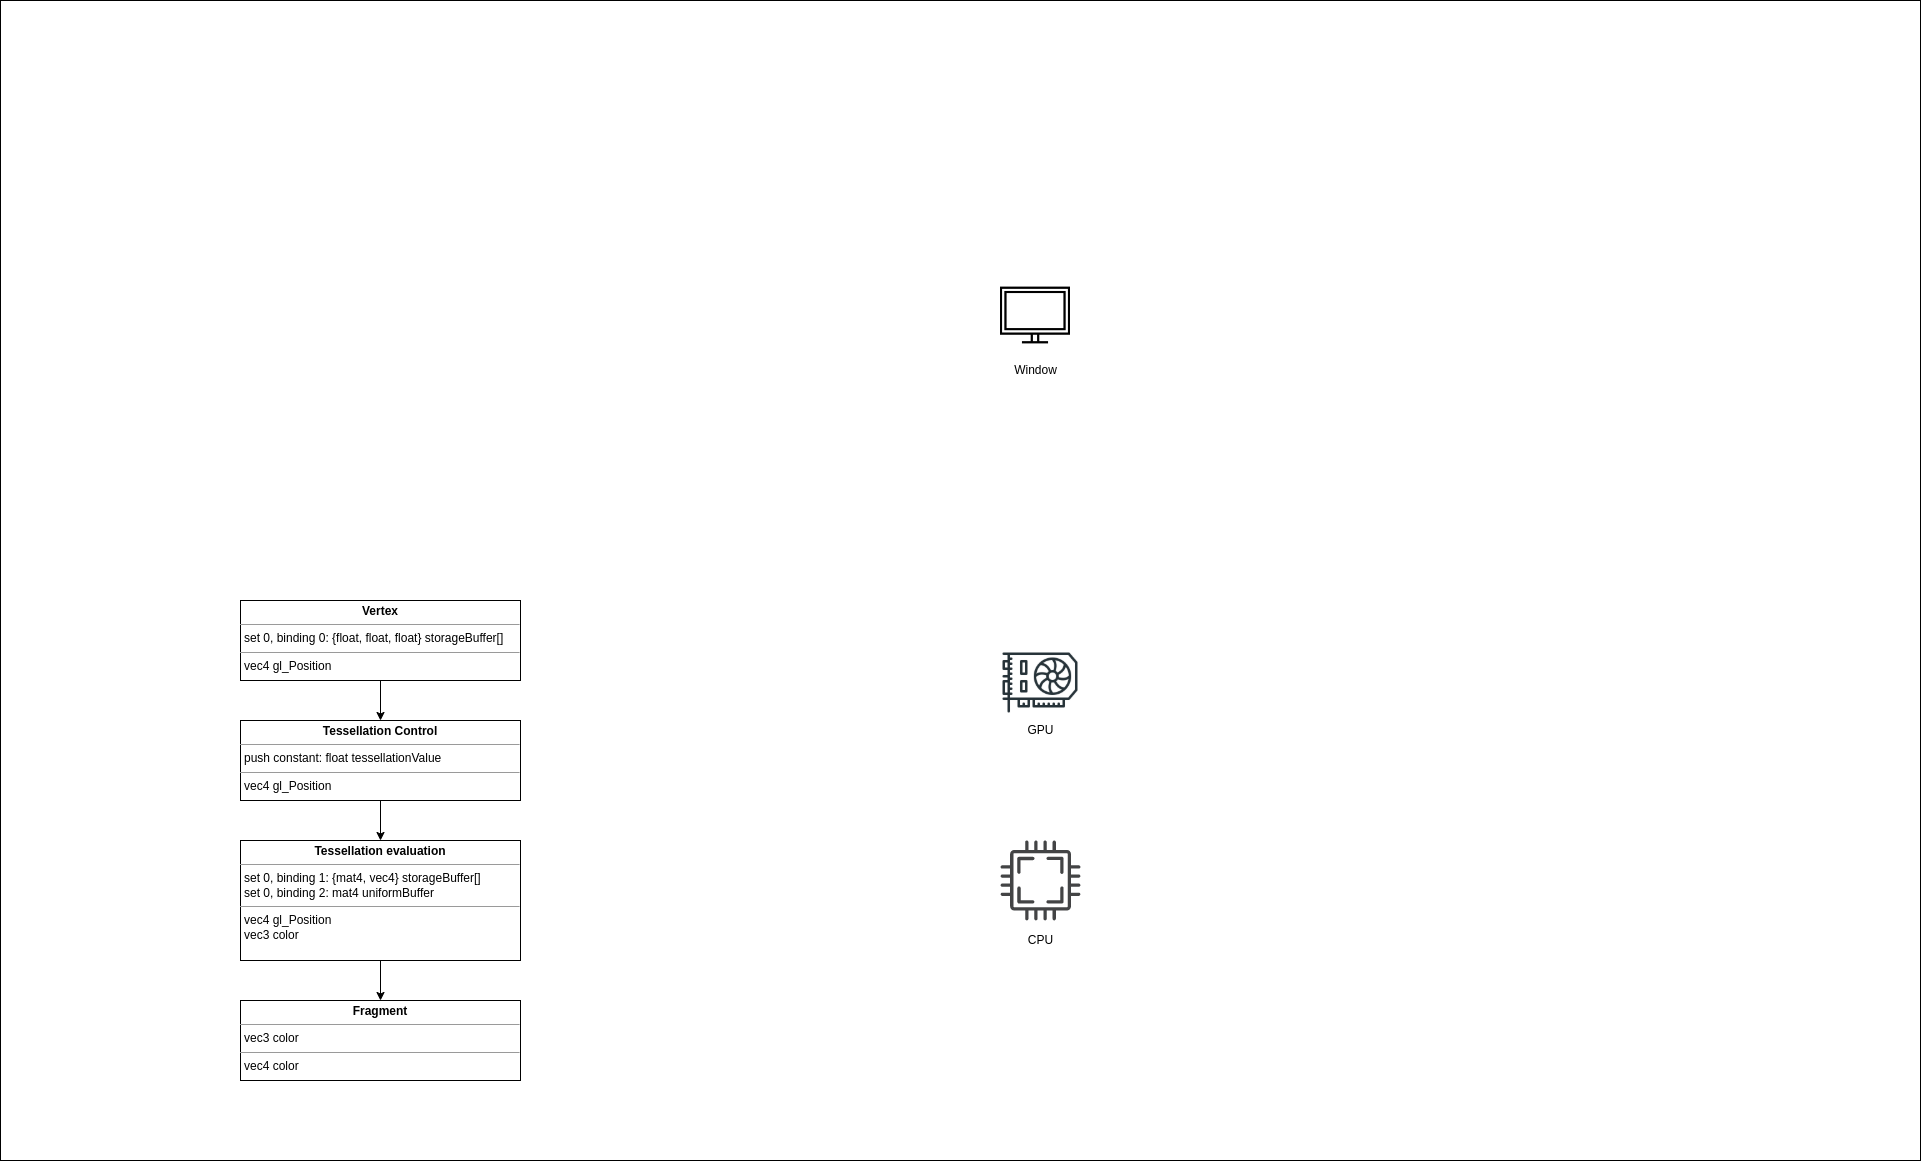 Window
Vertex
set 0, binding 0: {float, float, float} storageBuffer[]
vec4 gl_Position
Tessellation Control
push constant: float tessellationValue
vec4 gl_Position
Tessellation evaluation
set 0, binding 1: {mat4, vec4} storageBuffer[]
set 0, binding 2: mat4 uniformBuffer
vec4 gl_Position
vec3 color
Fragment
vec3 color
vec4 color
GPU
CPU